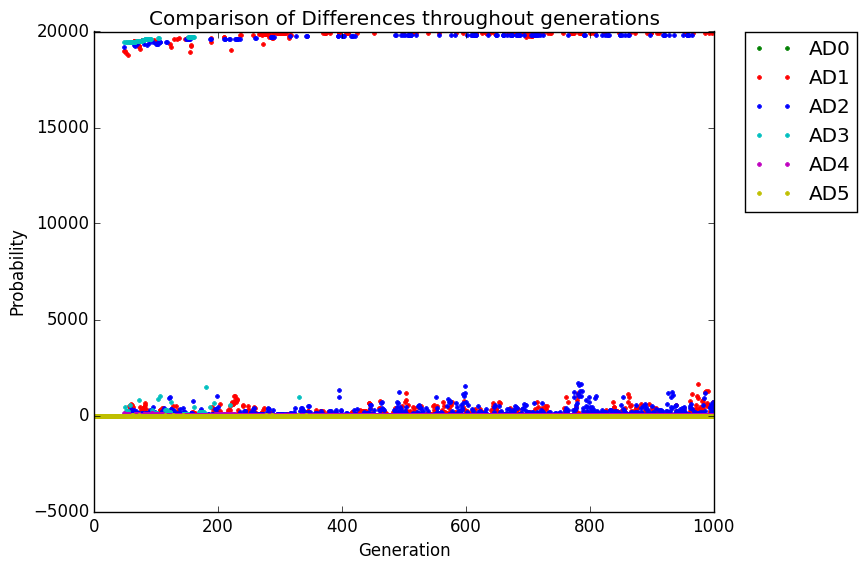 Comparison of Differences throughout generations
20000
15000
10000
5000
0
−5000
Probability
0 200 400 600 800 1000
Generation
AD0
AD1
AD2
AD3
AD4
AD5